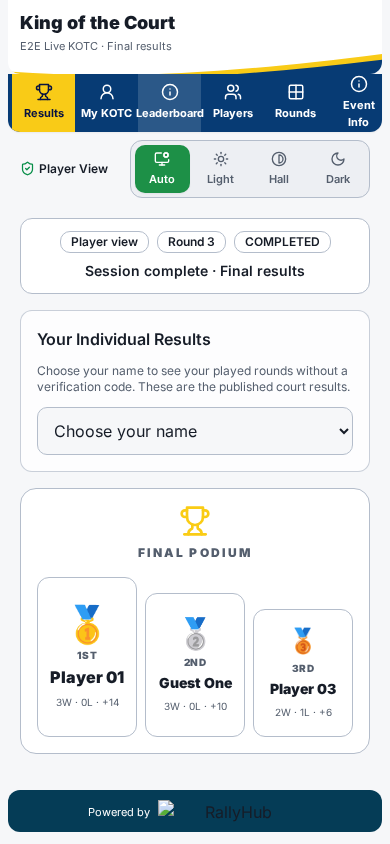 King of the Court
E2E Live KOTC · Final results
Results
My KOTC
Leaderboard
Players
Rounds
Event
Info
Player View
Auto
Light
Hall
Dark
Player view
Round 3
COMPLETED
Session complete · Final results
Your Individual Results
Choose your name to see your played rounds without a
verification code. These are the published court results.
Choose your name
FINAL PODIUM
1
1ST
Player 01
3W · 0L · +14
2
2ND
Guest One
3W · 0L · +10
3
3RD
Player 03
2W · 1L · +6
Powered by RallyHub